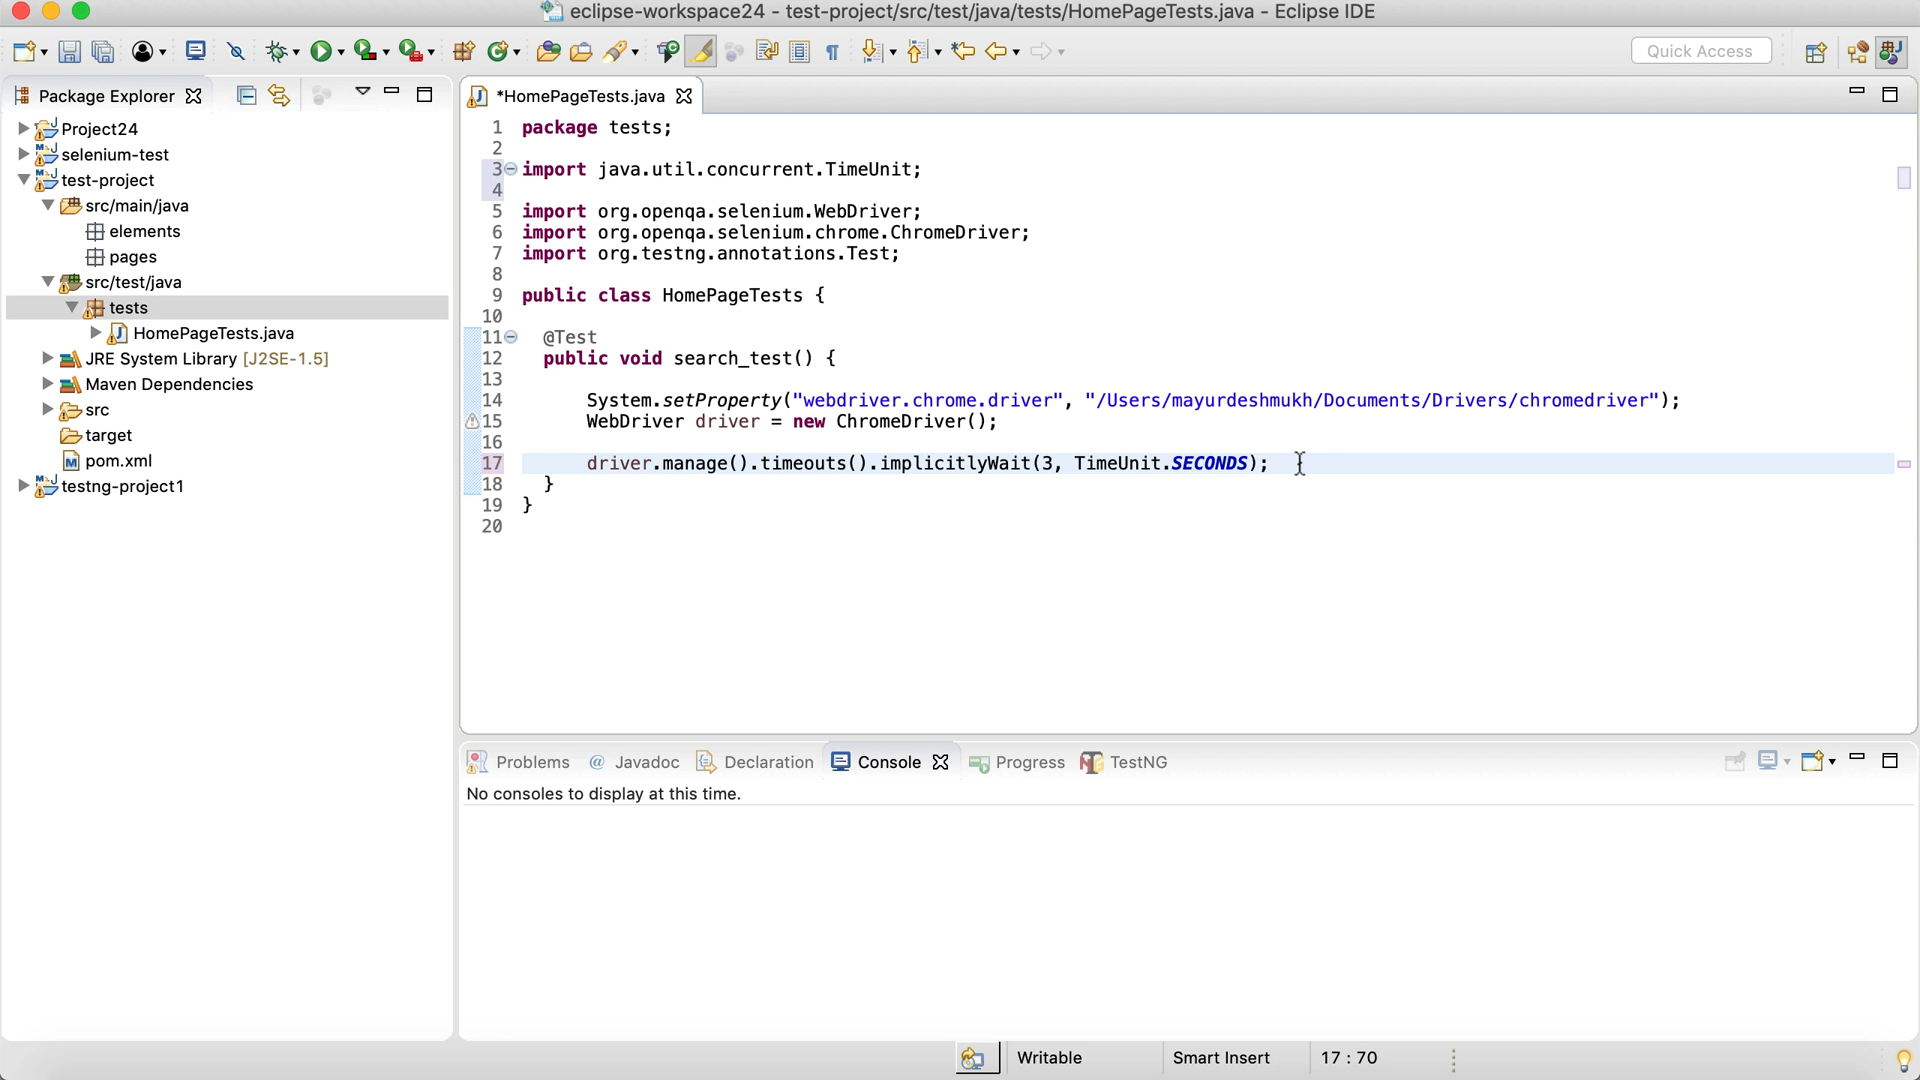 eclipse-workspace24 - test-project/src/test/java/tests/HomePageTests.java - Eclipse IDE
Quick Access
Package Explorer
Project24
selenium-test
test-project
src/main/java
elements
pages
src/test/java
tests
HomePageTests.java
JRE System Library [J2SE-1.5]
Maven Dependencies
src
target
pom.xml
testng-project1
*HomePageTests.java
1 package tests;
2
3 import java.util.concurrent.TimeUnit;
4
5 import org.openqa.selenium.WebDriver;
6 import org.openqa.selenium.chrome.ChromeDriver;
7 import org.testng.annotations.Test;
8
9 public class HomePageTests {
10
11 @Test
12 public void search_test() {
13
14 System.setProperty("webdriver.chrome.driver", "/Users/mayurdeshmukh/Documents/Drivers/chromedriver");
15 WebDriver driver = new ChromeDriver();
16
17 driver.manage().timeouts().implicitlyWait(3, TimeUnit.SECONDS);
18 }
19 }
20
Problems @ Javadoc Declaration Console Progress TestNG
No consoles to display at this time.
Writable Smart Insert 17 : 70